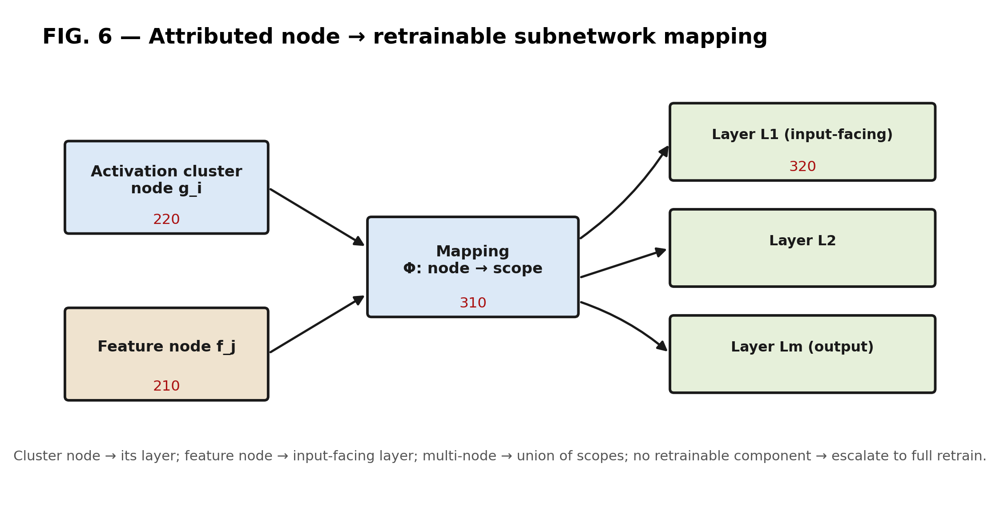 FIG. 6 — Attributed node → retrainable subnetwork mapping
Activation cluster
node g_i
220
Feature node f_j
210
Mapping
Φ: node → scope
310
Layer L1 (input-facing)
320
Layer L2
Layer Lm (output)
Cluster node → its layer; feature node → input-facing layer; multi-node → union of scopes; no retrainable component → escalate to full retrain.